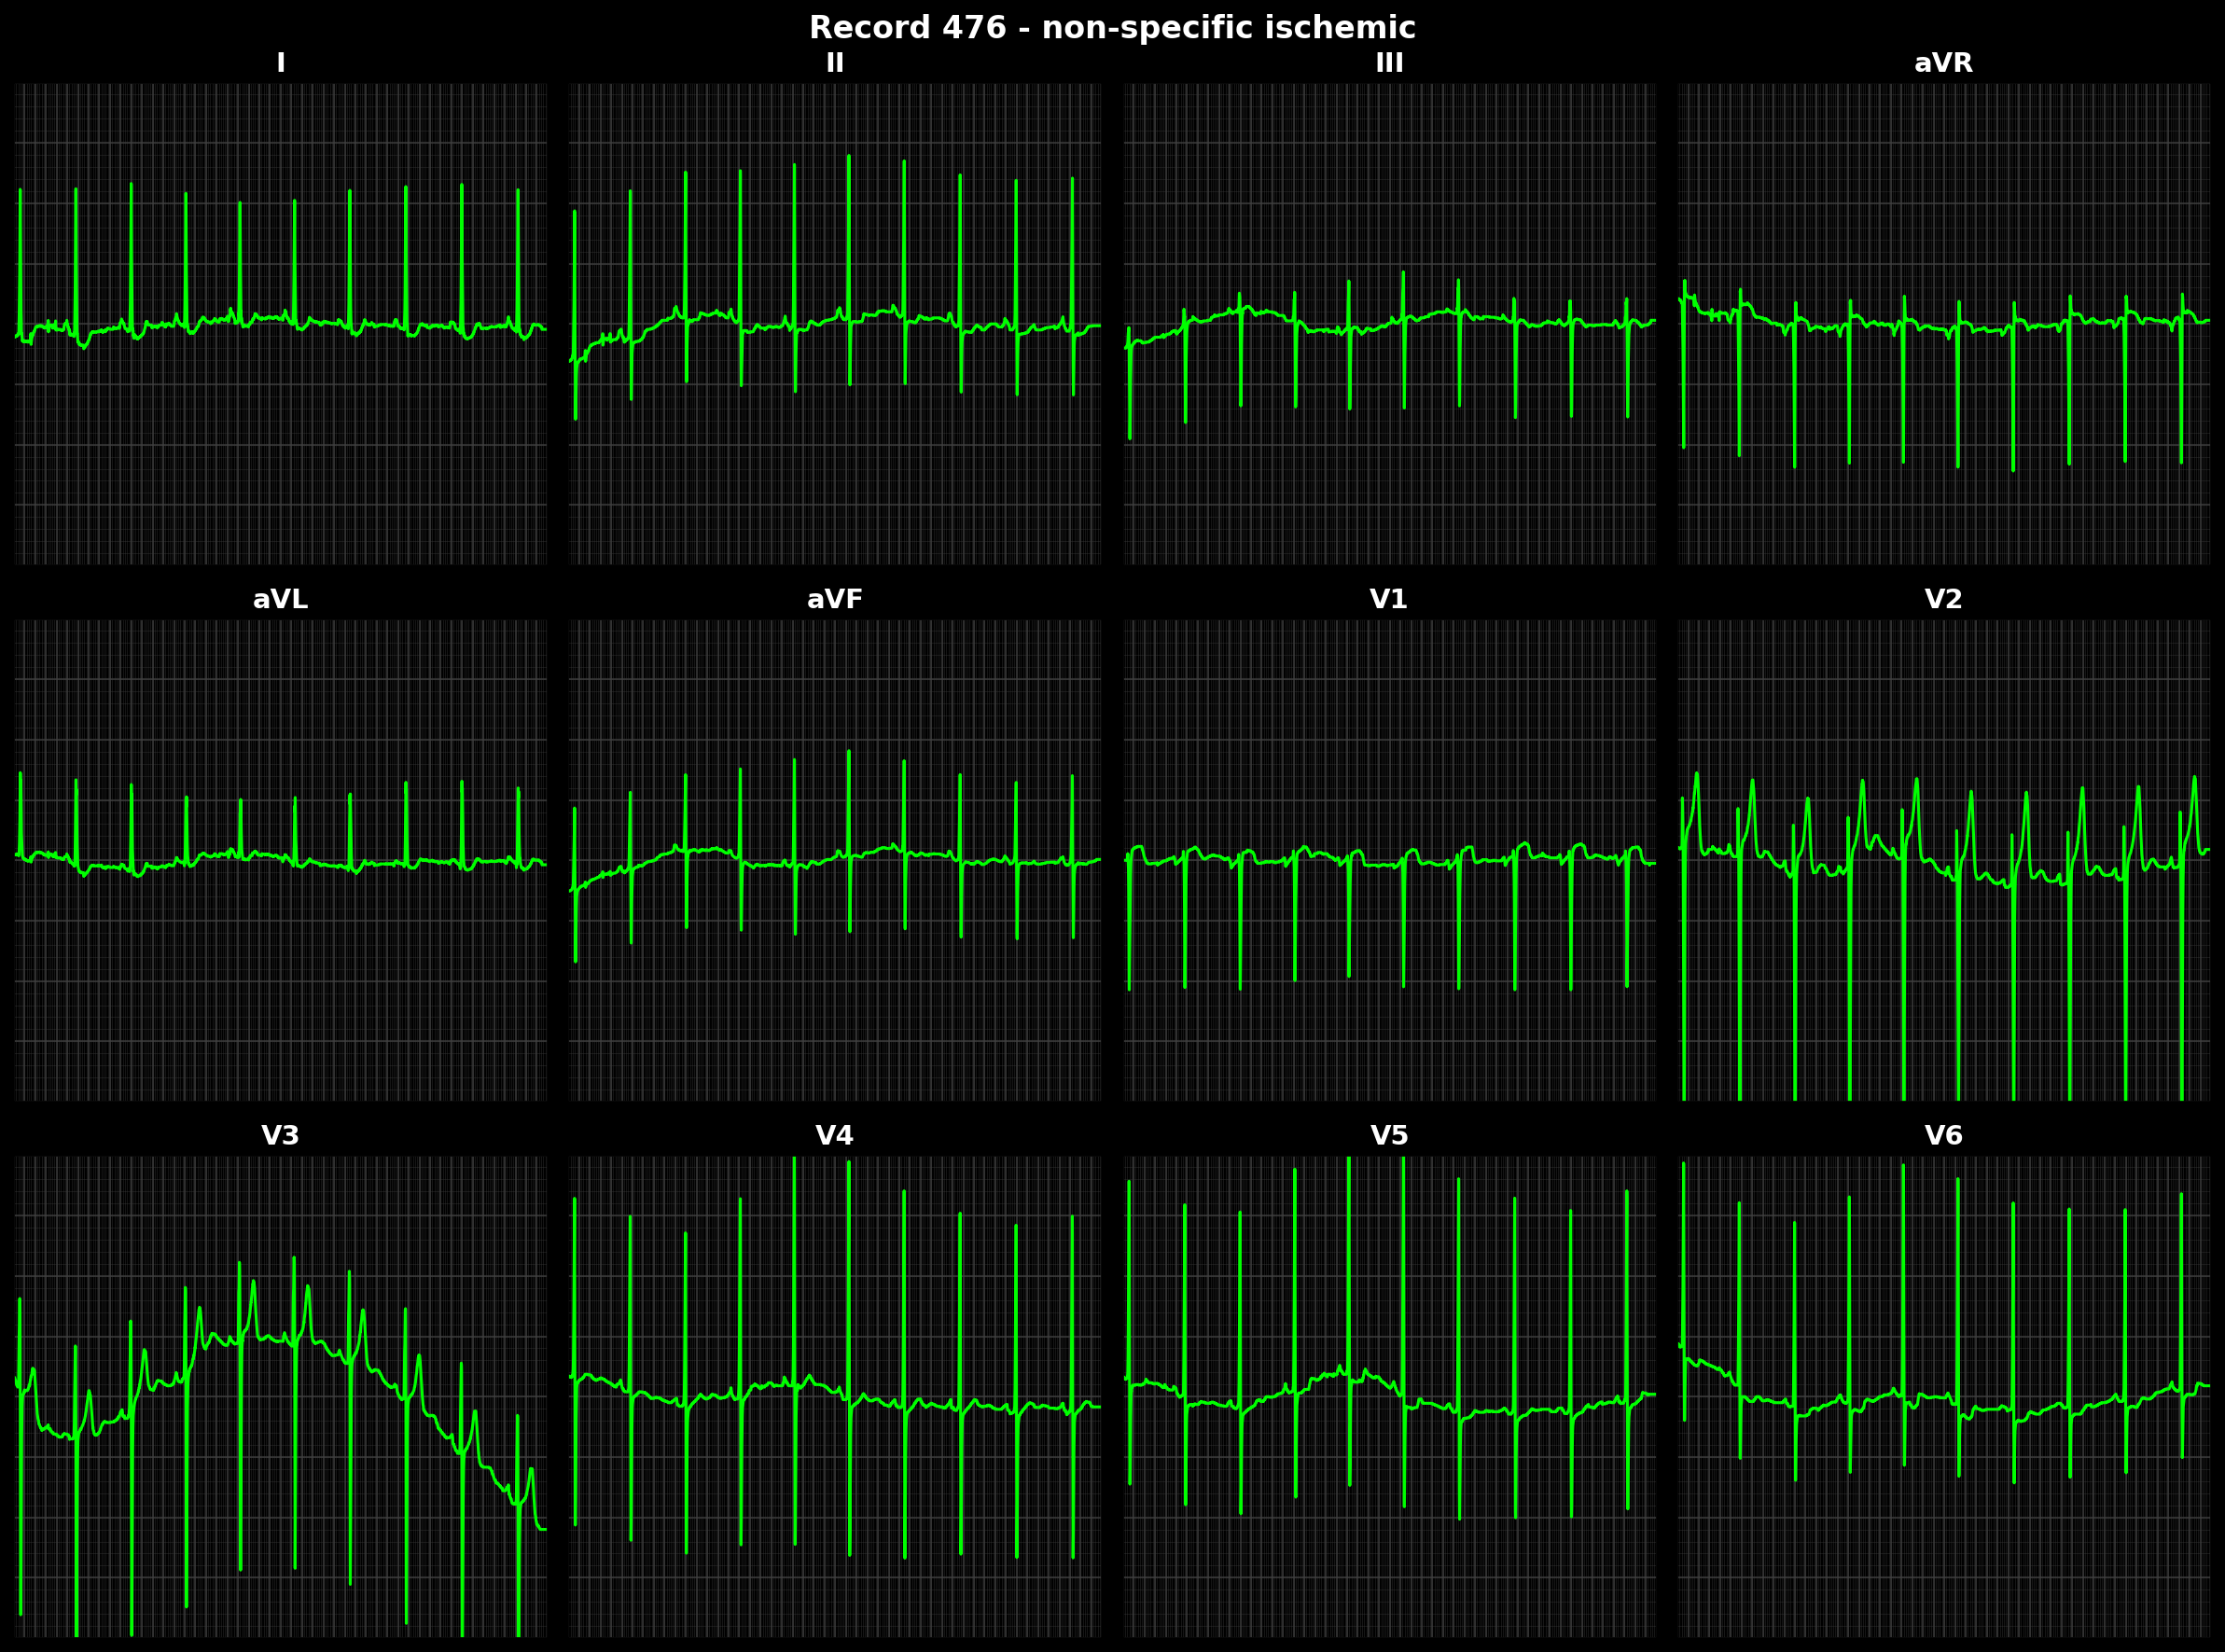 Record 476 - non-specific ischemic
I
II
III
aVR
aVL
aVF
V1
V2
V3
V4
V5
V6